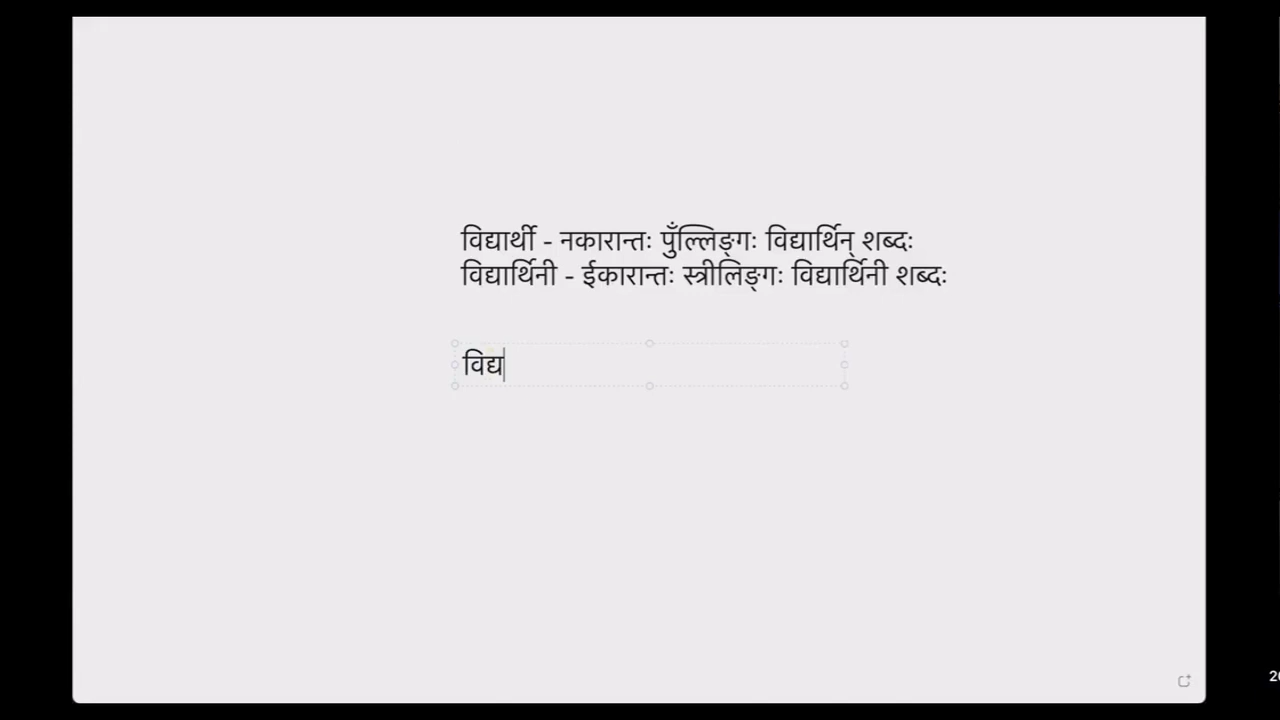 विद्यार्थी - नकारान्तः पुँल्लिङ्गः विद्यार्थिन् शब्दः
विद्यार्थिनी - ईकारान्तः स्त्रीलिङ्गः विद्यार्थिनी शब्दः
विद्य